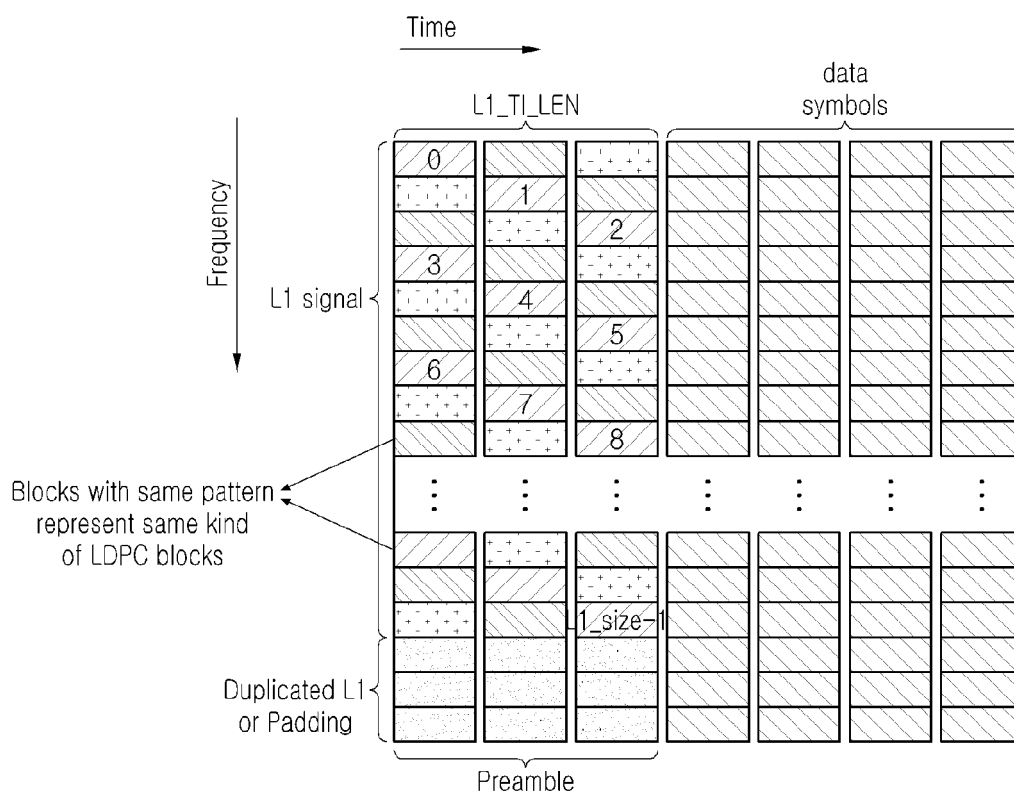 Time
data
symbols
L1_TI_LEN
Frequency
L1 signal
0
1
2
3
4
5
6
7
8
Blocks with same pattern
represent same kind
of LDPC blocks
L1_size-1
Duplicated L1
or Padding
Preamble